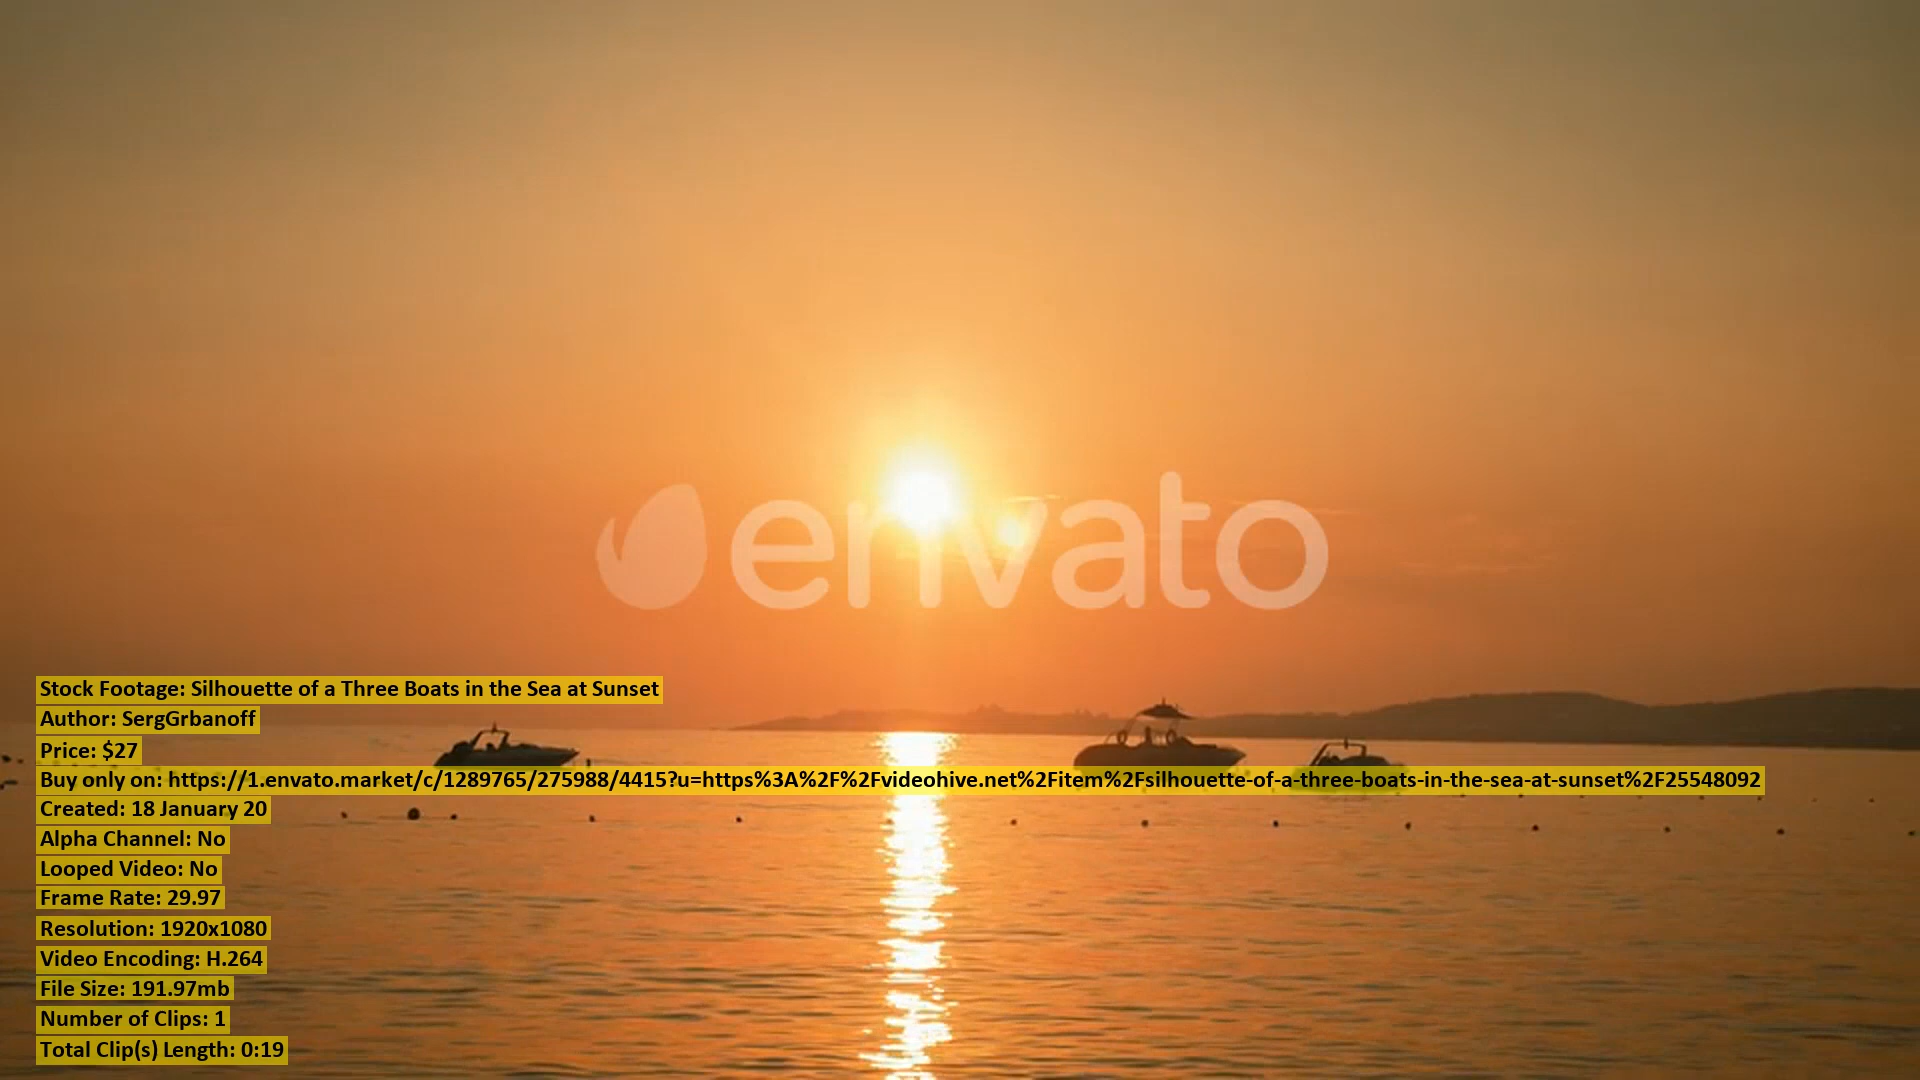 envato
Stock Footage: Silhouette of a Three Boats in the Sea at Sunset
Author: SergGrbanoff
Price: $27
Buy only on: https://1.envato.market/c/1289765/275988/4415?u=https%3A%2F%2Fvideohive.net%2Fitem%2Fsilhouette-of-a-three-boats-in-the-sea-at-sunset%2F25548092
Created: 18 January 20
Alpha Channel: No
Looped Video: No
Frame Rate: 29.97
Resolution: 1920x1080
Video Encoding: H.264
File Size: 191.97mb
Number of Clips: 1
Total Clip(s) Length: 0:19